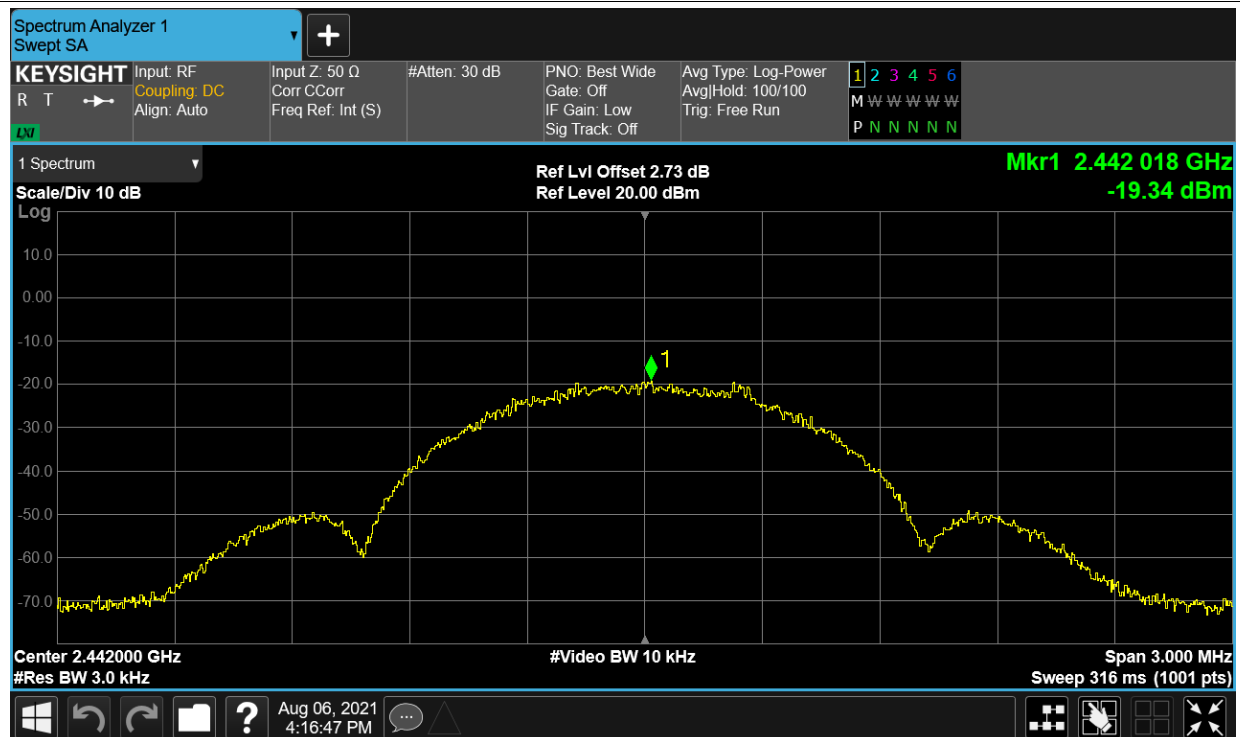 Spectrum Analyzer 1
Swept SA
+
KEYSIGHT
R T
LXI
Input: RF
Coupling: DC
Align: Auto
Input Z: 50 Ω
Corr CCorr
Freq Ref: Int (S)
#Atten: 30 dB
PNO: Best Wide
Gate: Off
IF Gain: Low
Sig Track: Off
Avg Type: Log-Power
Avg|Hold: 100/100
Trig: Free Run
1 2 3 4 5 6
M W W W W W
P N N N N N
1 Spectrum
Scale/Div 10 dB
Log
Ref Lvl Offset 2.73 dB
Ref Level 20.00 dBm
Mkr1 2.442 018 GHz
-19.34 dBm
10.0
0.00
-10.0
-20.0
-30.0
-40.0
-50.0
-60.0
-70.0
1
Center 2.442000 GHz
#Res BW 3.0 kHz
#Video BW 10 kHz
Span 3.000 MHz
Sweep 316 ms (1001 pts)
?
Aug 06, 2021
4:16:47 PM